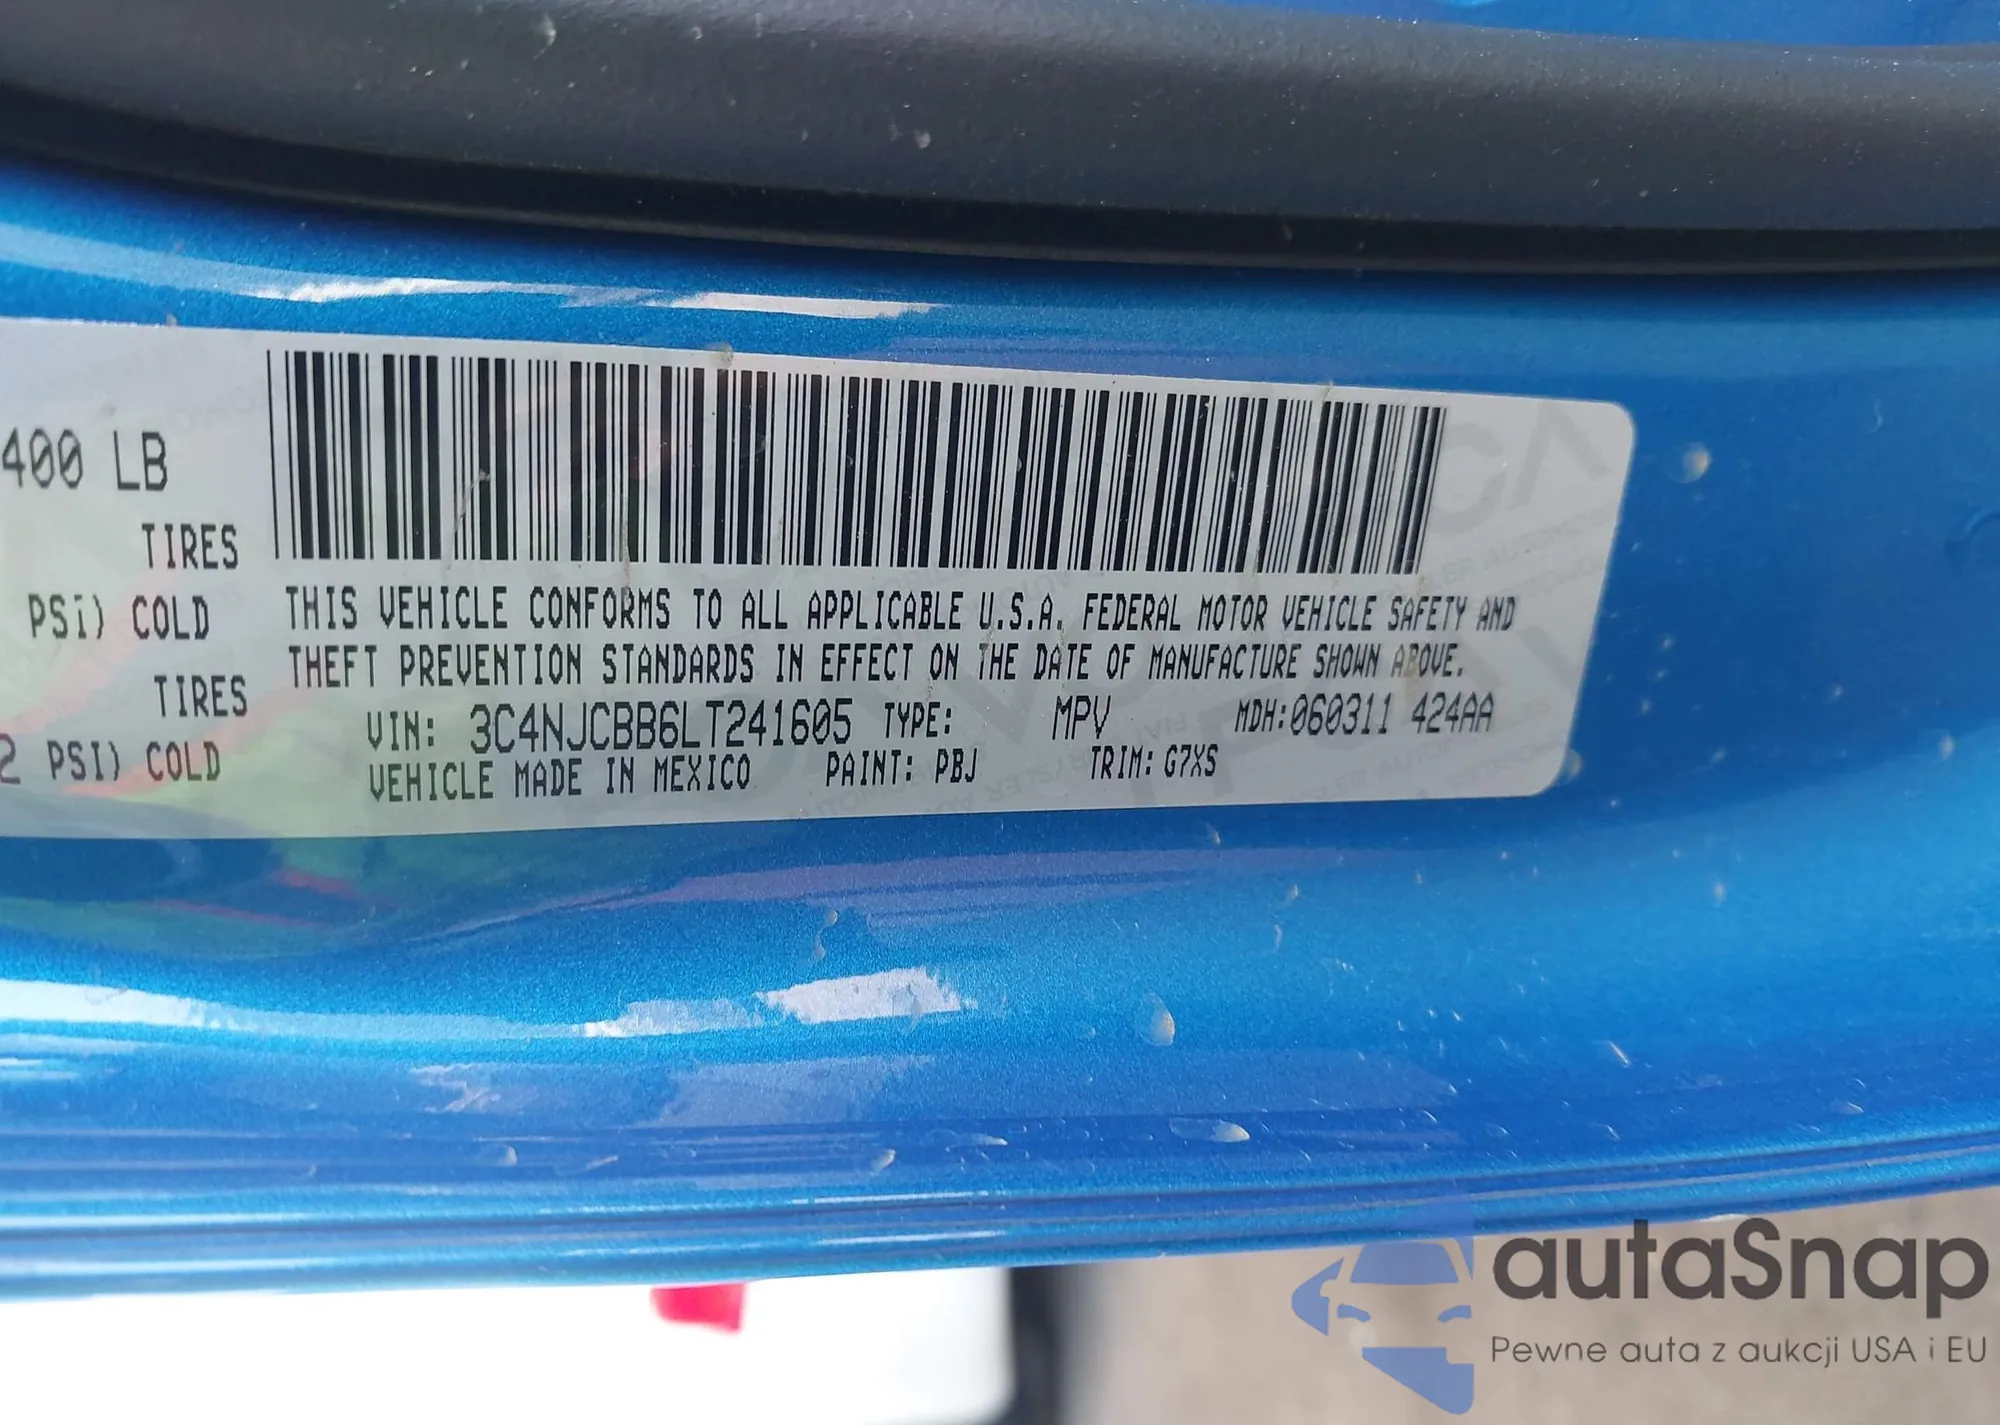 400 LB
TIRES
PSi) COLD
TIRES
2 PSI) COLD
THIS VEHICLE CONFORMS TO ALL APPLICABLE U.S.A. FEDERAL MOTOR VEHICLE SAFETY AND
THEFT PREVENTION STANDARDS IN EFFECT ON THE DATE OF MANUFACTURE SHOWN ABOVE.
VIN: 3C4NJCBB6LT241605 TYPE: MPV MDH:060311 424AA
VEHICLE MADE IN MEXICO PAINT: PBJ TRIM: G7XS
autaSnap
Pewne auta z aukcji USA i EU